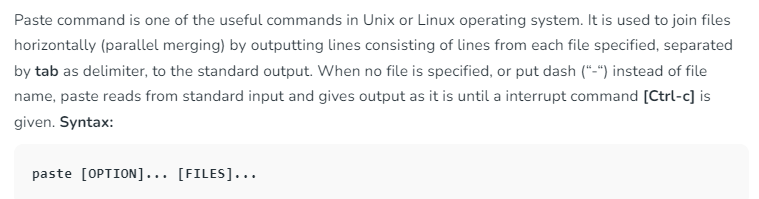 Paste command is one of the useful commands in Unix or Linux operating system. It is used to join files
horizontally (parallel merging) by outputting lines consisting of lines from each file specified, separated
by tab as delimiter, to the standard output. When no file is specified, or put dash (“-“) instead of file
name, paste reads from standard input and gives output as it is until a interrupt command [Ctrl-c] is
given. Syntax:
paste [OPTION]... [FILES]...